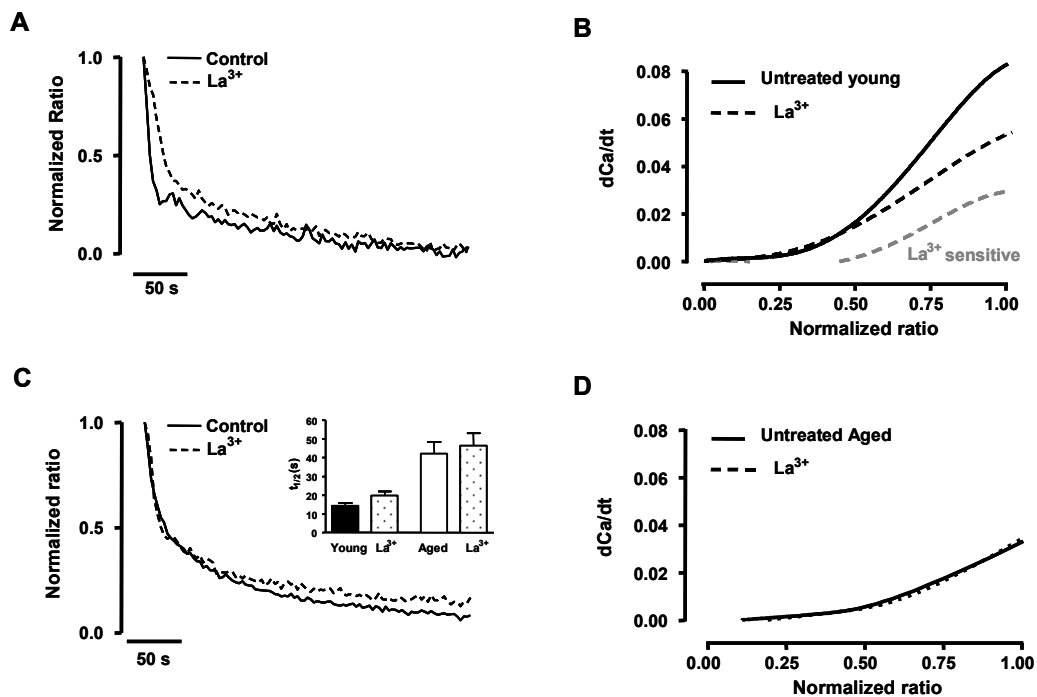 A
Normalized Ratio
1.0
0.5
0.0
Control
La³⁺
50 s
B
dCa/dt
0.08
0.06
0.04
0.02
0.00
Untreated young
La³⁺
La³⁺ sensitive
0.00 0.25 0.50 0.75 1.00
Normalized ratio
C
Normalized ratio
1.0
0.5
0.0
Control
La³⁺
t1/2(s)
60
50
40
30
20
10
0
Young La³⁺ Aged La³⁺
50 s
D
dCa/dt
0.08
0.06
0.04
0.02
0.00
Untreated Aged
La³⁺
0.00 0.25 0.50 0.75 1.00
Normalized ratio